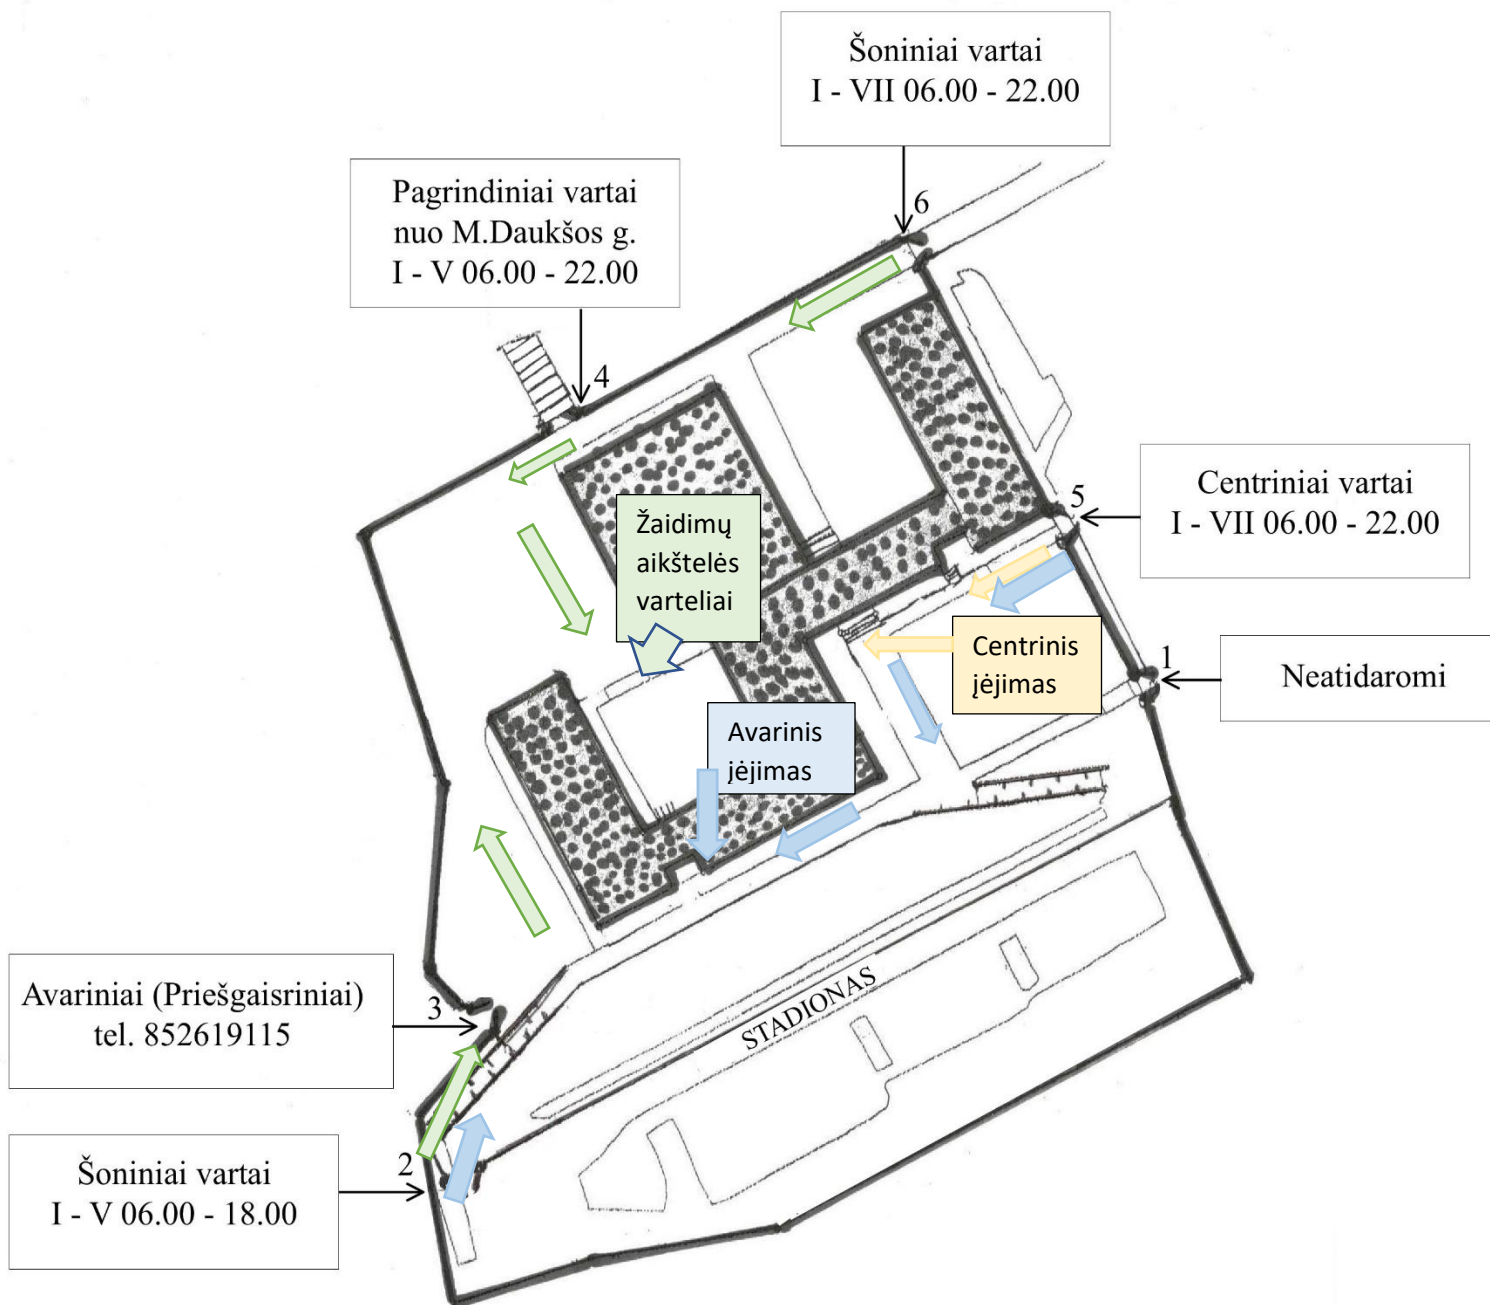 Šoniniai vartai
I - VII 06.00 - 22.00
6
Pagrindiniai vartai
nuo M.Daukšos g.
I - V 06.00 - 22.00
4
Centriniai vartai
I - VII 06.00 - 22.00
5
Žaidimų
aikštelės
varteliai
Centrinis
įėjimas
1
Neatidaromi
Avarinis
įėjimas
Avariniai (Priešgaisriniai)
tel. 852619115
3
STADIONAS
Šoniniai vartai
I - V 06.00 - 18.00
2